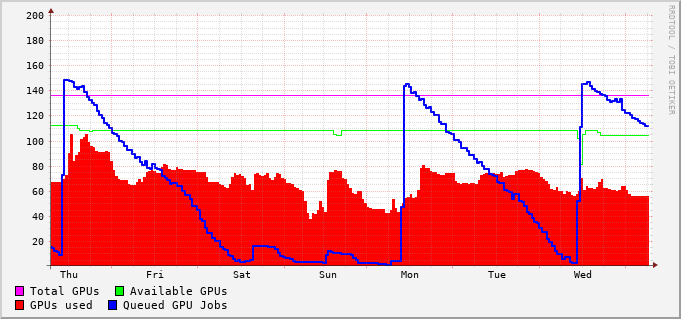 200
180
160
140
120
100
80
60
40
20
Thu Fri Sat Sun Mon Tue Wed
Total GPUs Available GPUs
GPUs used Queued GPU Jobs
RRDTOOL / TOBI OETIKER